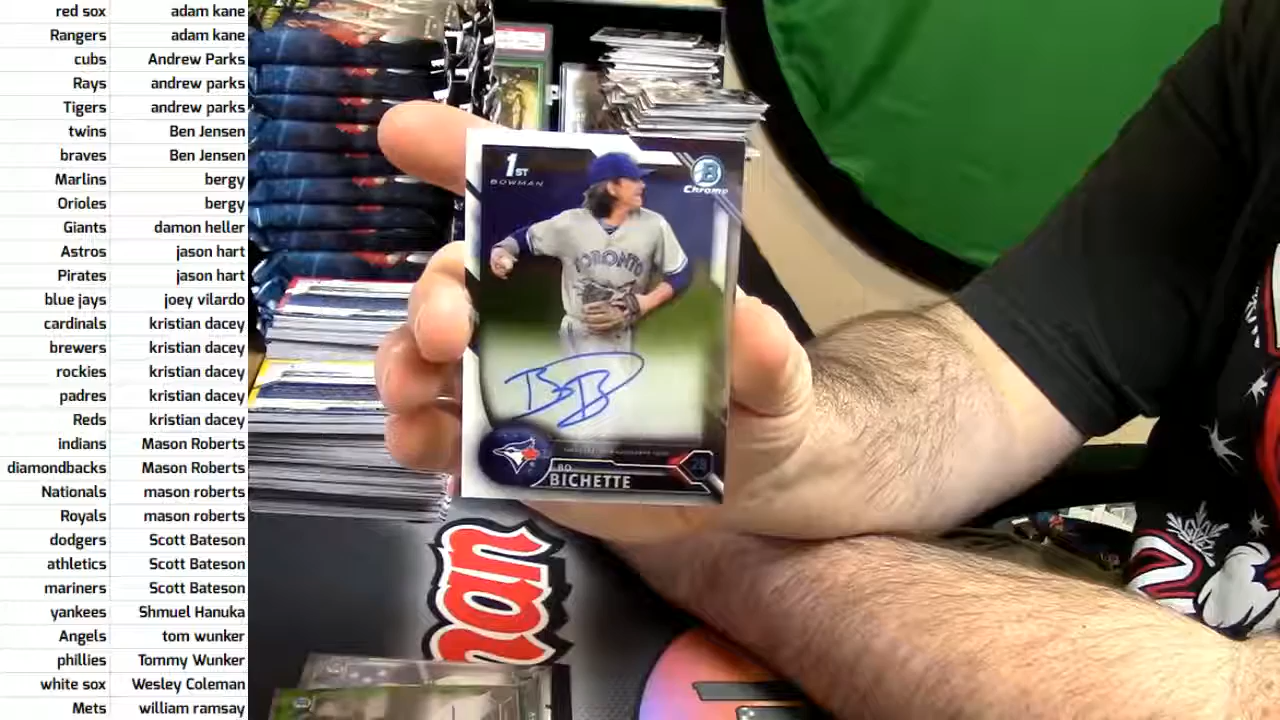 red sox adam kane
Rangers adam kane
cubs Andrew Parks
Rays andrew parks
Tigers andrew parks
twins Ben Jensen
braves Ben Jensen
Marlins bergy
Orioles bergy
Giants damon heller
Astros jason hart
Pirates jason hart
blue jays joey vilardo
cardinals kristian dacey
brewers kristian dacey
rockies kristian dacey
padres kristian dacey
Reds kristian dacey
indians Mason Roberts
diamondbacks Mason Roberts
Nationals mason roberts
Royals mason roberts
dodgers Scott Bateson
athletics Scott Bateson
mariners Scott Bateson
yankees Shmuel Hanuka
Angels tom wunker
phillies Tommy Wunker
white sox Wesley Coleman
Mets william ramsay
1ST
BOWMAN
B
Chrome
TORONTO
BB
BO
BICHETTE